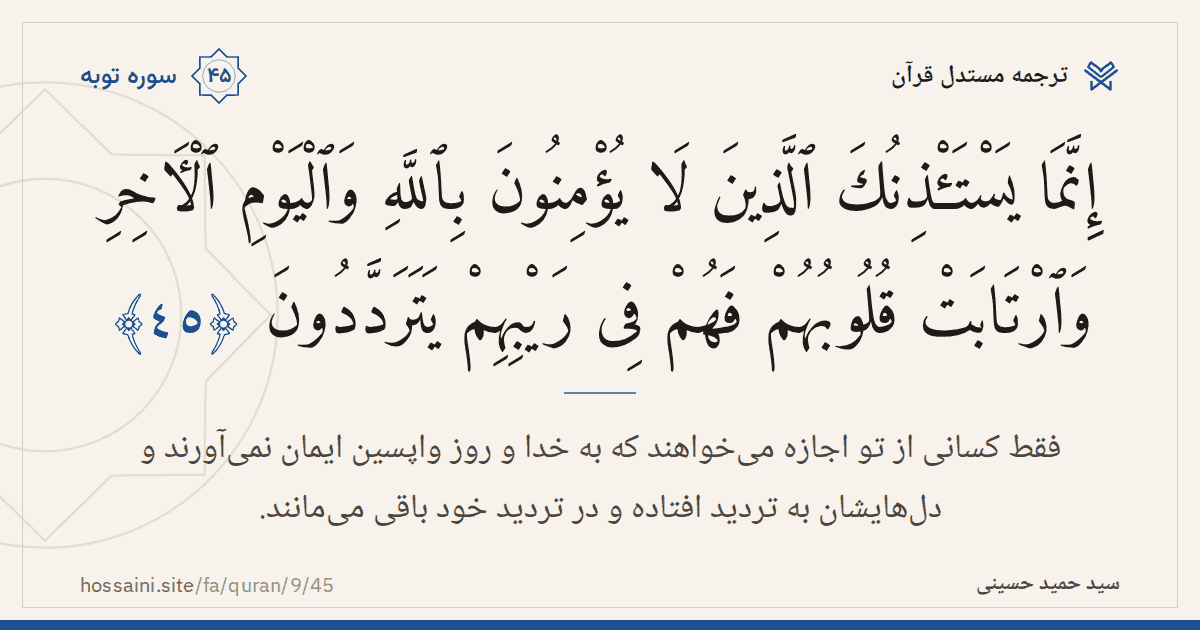 ترجمه مستدل قرآن
۴۵ سوره توبه
إِنَّمَا يَسْتَـْٔذِنُكَ ٱلَّذِينَ لَا يُؤْمِنُونَ بِٱللَّهِ وَٱلْيَوْمِ ٱلْأَخِرِ
وَٱرْتَابَتْ قُلُوبُهُمْ فَهُمْ فِى رَيْبِهِمْ يَتَرَدَّدُونَ ﴿٤٥﴾
فقط کسانی از تو اجازه می‌خواهند که به خدا و روز واپسین ایمان نمی‌آورند و
دل‌هایشان به تردید افتاده و در تردید خود باقی می‌مانند.
سید حمید حسینی
hossaini.site/fa/quran/9/45